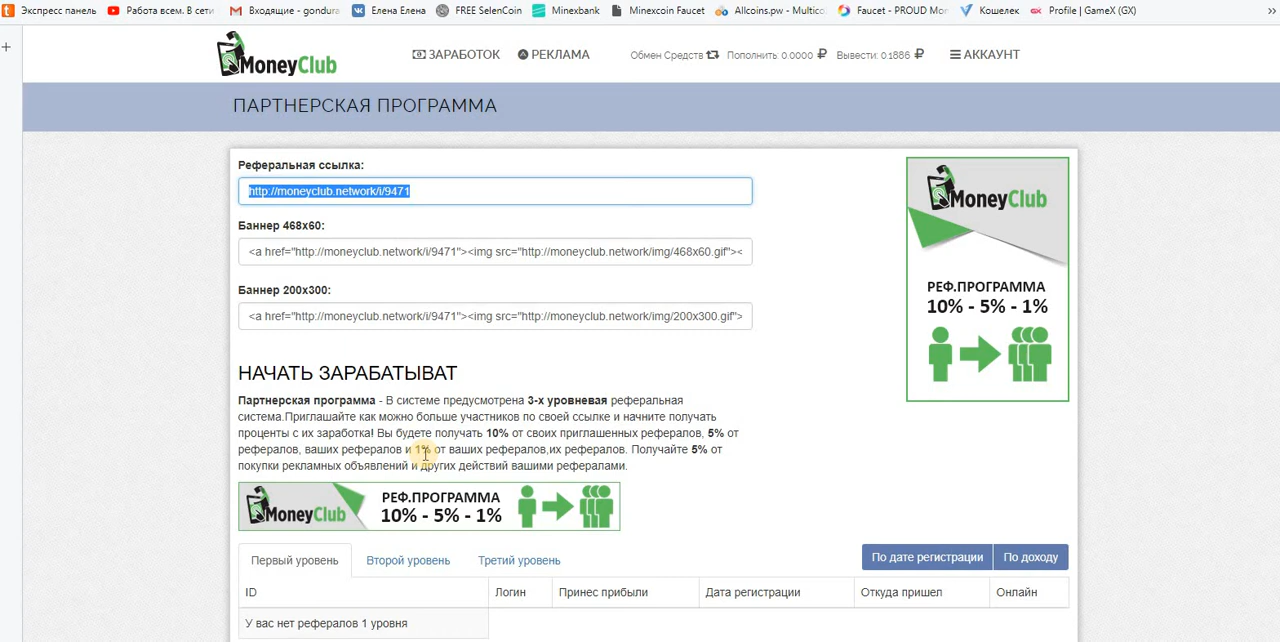 Экспресс панель Работа всем. В сети Входящие - gondura Елена Елена FREE SelenCoin Minexbank Minexcoin Faucet Allcoins.pw - Multico Faucet - PROUD Mon Кошелек Profile | GameX (GX) »
MoneyClub ЗАРАБОТОК РЕКЛАМА Обмен Средств Пополнить: 0.0000 ₽ Вывести: 0.1886 ₽ АККАУНТ
ПАРТНЕРСКАЯ ПРОГРАММА
Реферальная ссылка:
http://moneyclub.network/i/9471
Баннер 468x60:
<a href="http://moneyclub.network/i/9471"><img src="http://moneyclub.network/img/468x60.gif"><
Баннер 200x300:
<a href="http://moneyclub.network/i/9471"><img src="http://moneyclub.network/img/200x300.gif">
MoneyClub
РЕФ.ПРОГРАММА
10% - 5% - 1%
НАЧАТЬ ЗАРАБАТЫВАТ
Партнерская программа - В системе предусмотрена 3-х уровневая реферальная
система.Приглашайте как можно больше участников по своей ссылке и начните получать
проценты с их заработка! Вы будете получать 10% от своих приглашенных рефералов, 5% от
рефералов, ваших рефералов и 1% от ваших рефералов,их рефералов. Получайте 5% от
покупки рекламных объявлений и других действий вашими рефералами.
MoneyClub РЕФ.ПРОГРАММА
10% - 5% - 1%
Первый уровень Второй уровень Третий уровень По дате регистрации По доходу
ID Логин Принес прибыли Дата регистрации Откуда пришел Онлайн
У вас нет рефералов 1 уровня